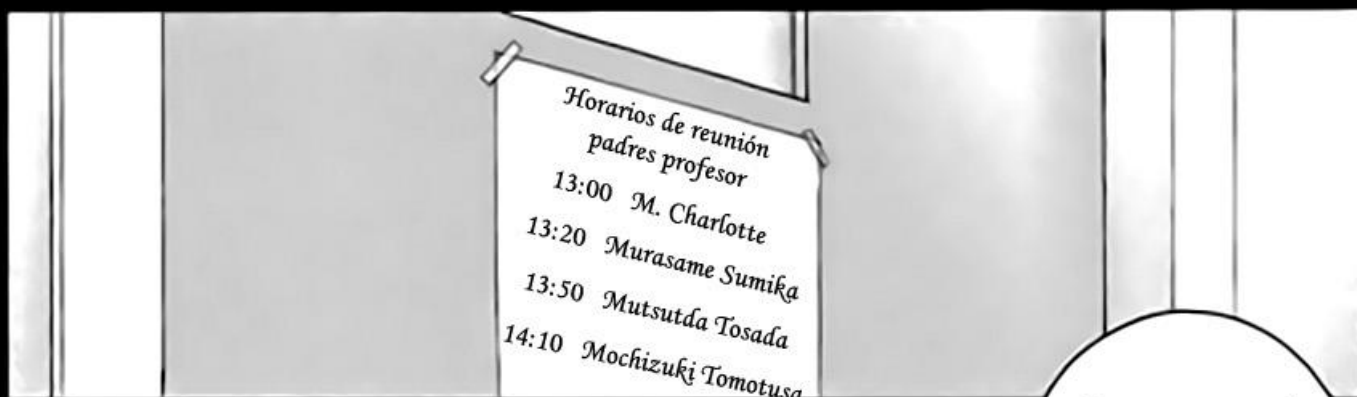 Horarios de reunión
padres profesor
13:00 M. Charlotte
13:20 Murasame Sumika
13:50 Mutsutda Tosada
14:10 Mochizuki Tomotusa